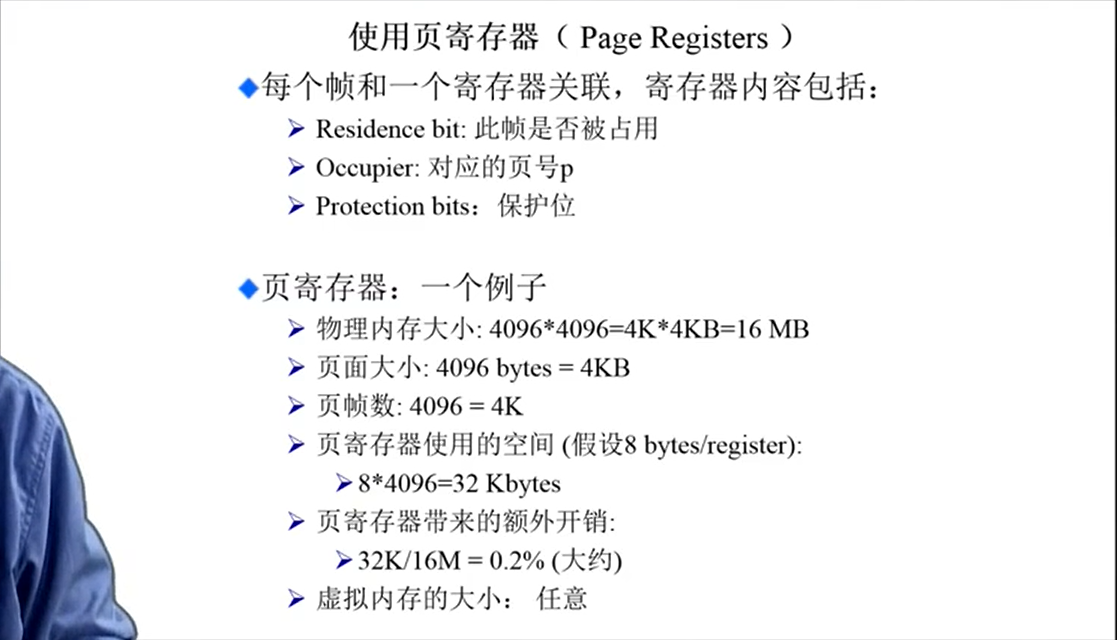 使用页寄存器（ Page Registers ）
每个帧和一个寄存器关联，寄存器内容包括：
Residence bit: 此帧是否被占用
Occupier: 对应的页号p
Protection bits：保护位
页寄存器：一个例子
物理内存大小: 4096*4096=4K*4KB=16 MB
页面大小: 4096 bytes = 4KB
页帧数: 4096 = 4K
页寄存器使用的空间 (假设8 bytes/register):
8*4096=32 Kbytes
页寄存器带来的额外开销:
32K/16M = 0.2% (大约)
虚拟内存的大小： 任意